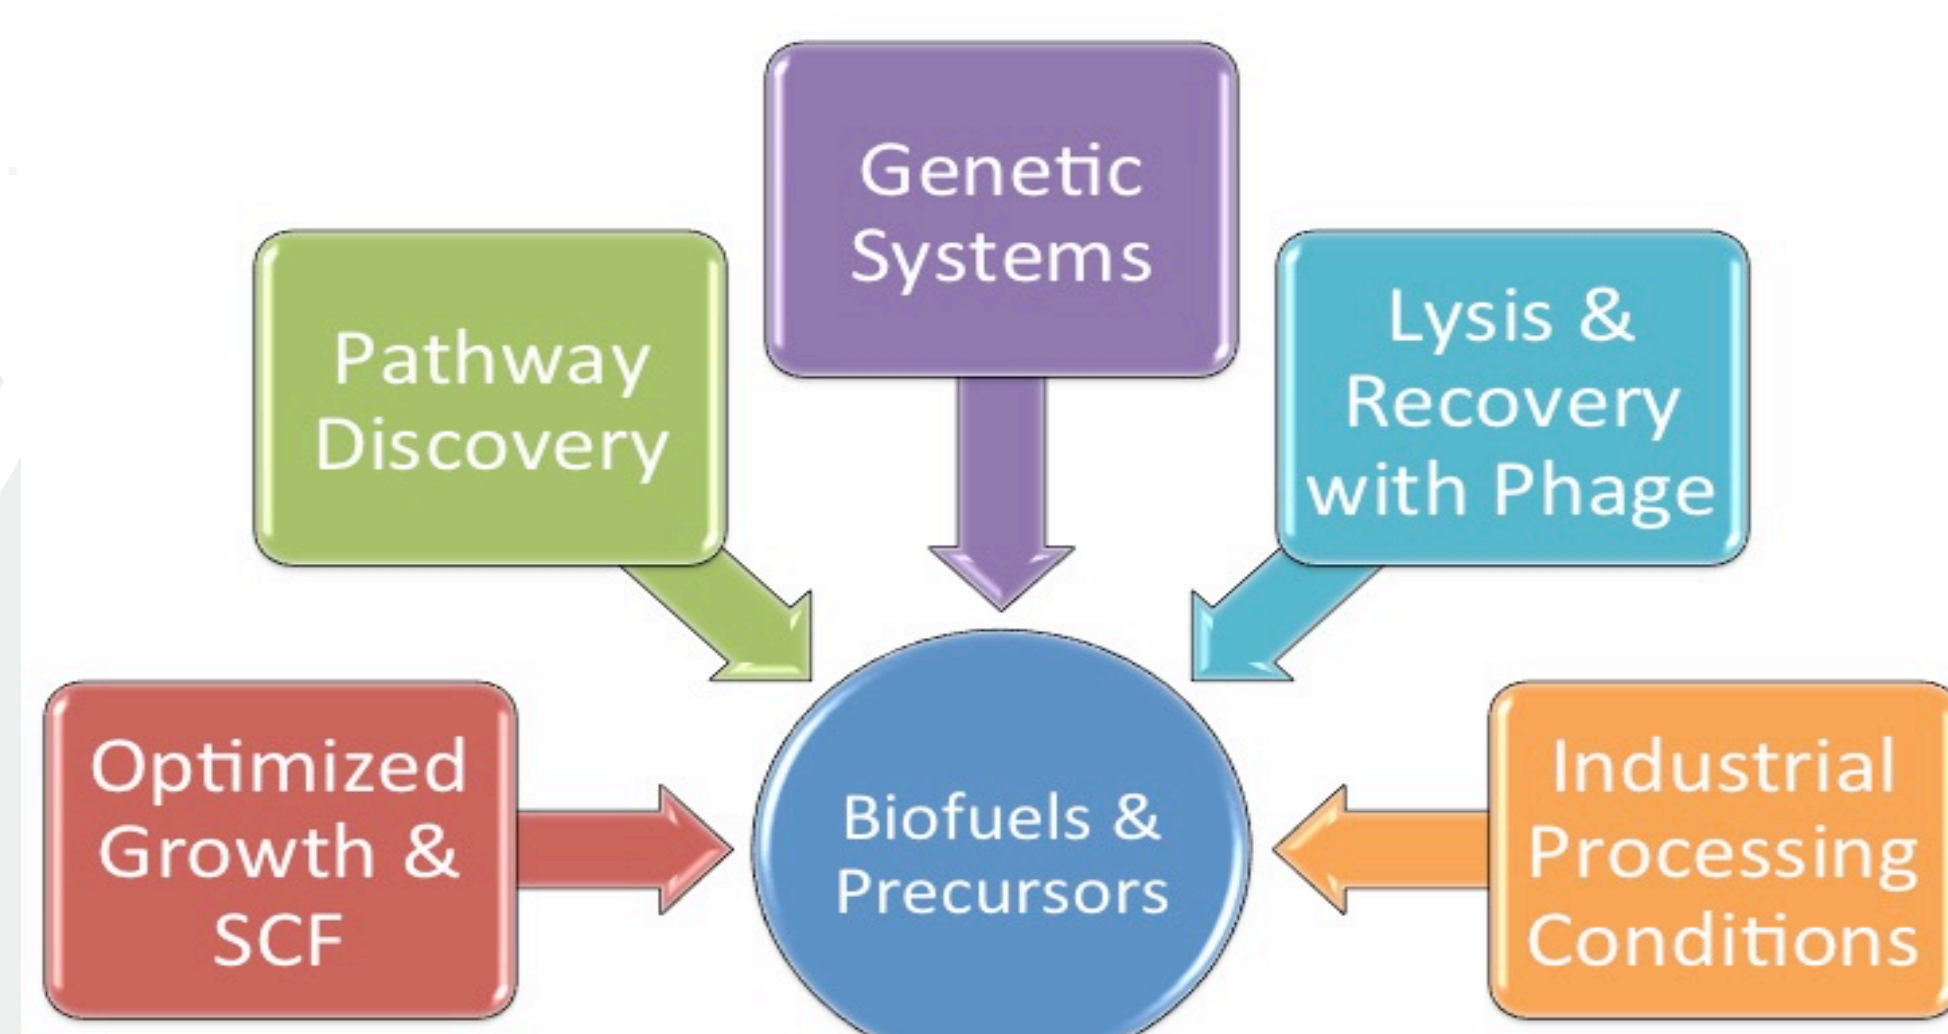 Genetic
Systems
Pathway
Discovery
Lysis &
Recovery
with Phage
Optimized
Growth &
SCF
Biofuels &
Precursors
Industrial
Processing
Conditions